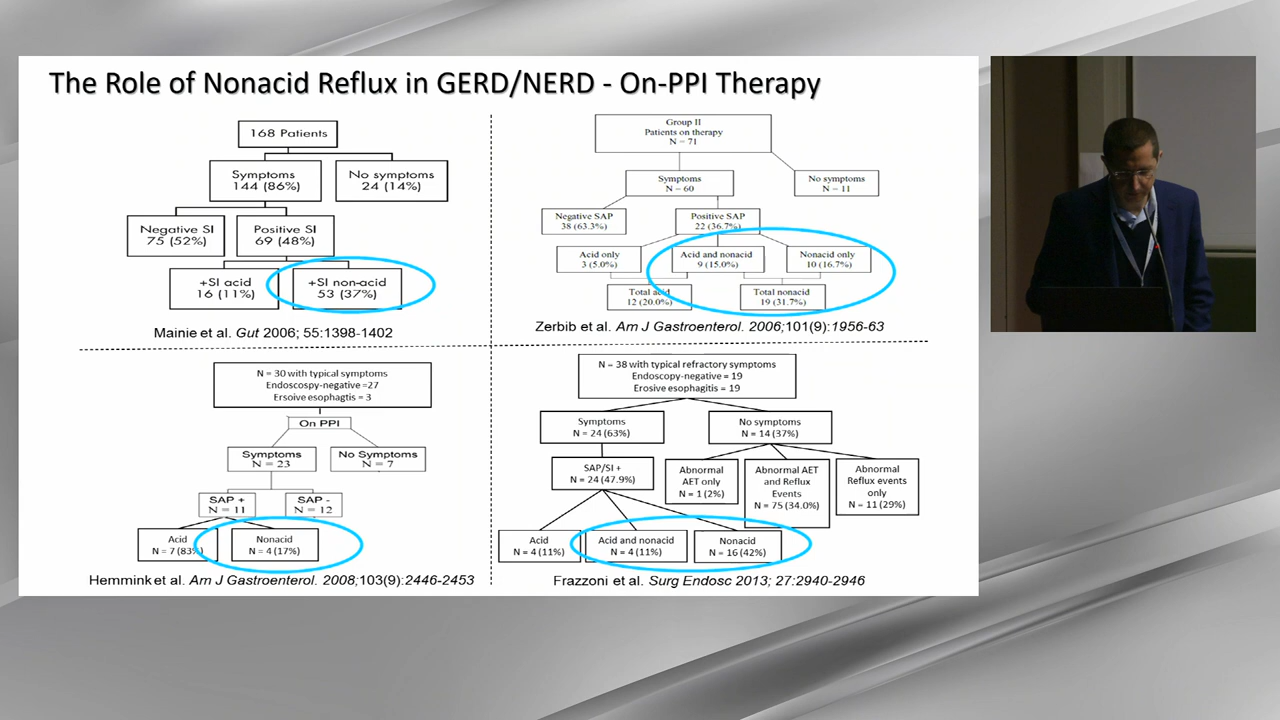 The Role of Nonacid Reflux in GERD/NERD - On-PPI Therapy
168 Patients
Symptoms
144 (86%)
No symptoms
24 (14%)
Negative SI
75 (52%)
Positive SI
69 (48%)
+SI acid
16 (11%)
+SI non-acid
53 (37%)
Mainie et al. Gut 2006; 55:1398-1402
Group II
Patients on therapy
N = 71
Symptoms
N = 60
No symptoms
N = 11
Negative SAP
38 (63.3%)
Positive SAP
22 (36.7%)
Acid only
3 (5.0%)
Acid and nonacid
9 (15.0%)
Nonacid only
10 (16.7%)
Total acid
12 (20.0%)
Total nonacid
19 (31.7%)
Zerbib et al. Am J Gastroenterol. 2006;101(9):1956-63
N = 30 with typical symptoms
Endoscospy-negative =27
Ersoive esophagtis = 3
On PPI
Symptoms
N = 23
No Symptoms
N = 7
SAP +
N = 11
SAP -
N = 12
Acid
N = 7 (83%)
Nonacid
N = 4 (17%)
Hemmink et al. Am J Gastroenterol. 2008;103(9):2446-2453
N = 38 with typical refractory symptoms
Endoscopy-negative = 19
Erosive esophagitis = 19
Symptoms
N = 24 (63%)
No symptoms
N = 14 (37%)
SAP/SI +
N = 24 (47.9%)
Abnormal
AET only
N = 1 (2%)
Abnormal AET
and Reflux
Events
N = 75 (34.0%)
Abnormal
Reflux events
only
N = 11 (29%)
Acid
N = 4 (11%)
Acid and nonacid
N = 4 (11%)
Nonacid
N = 16 (42%)
Frazzoni et al. Surg Endosc 2013; 27:2940-2946